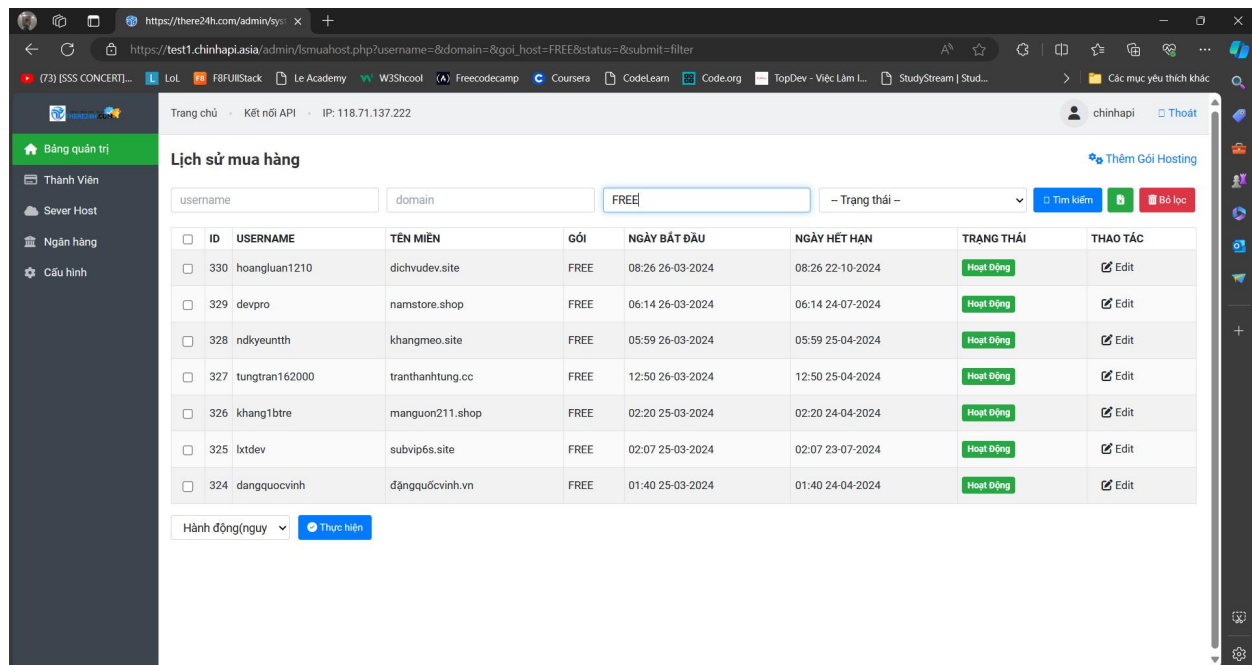 https://there24h.com/admin/sys
https://test1.chinhapi.asia/admin/lsmuahost.php?username=&domain=&goi_host=FREE&status=&submit=filter
(73) [SSS CONCERT]... L LoL F8 F8FUllStack Le Academy W3Shcool (A) Freecodecamp C Coursera CodeLearn Code.org TopDev - Việc Làm I... StudyStream | Stud... Các mục yêu thích khác
Trang chủ Kết nối API IP: 118.71.137.222 chinhapi Thoát
Bảng quản trị
Thành Viên
Sever Host
Ngân hàng
Cấu hình
Lịch sử mua hàng Thêm Gói Hosting
username domain FREE -- Trạng thái -- Tìm kiếm Bỏ lọc
ID USERNAME TÊN MIỀN GÓI NGÀY BẮT ĐẦU NGÀY HẾT HẠN TRẠNG THÁI THAO TÁC
330 hoangluan1210 dichvudev.site FREE 08:26 26-03-2024 08:26 22-10-2024 Hoạt Động Edit
329 devpro namstore.shop FREE 06:14 26-03-2024 06:14 24-07-2024 Hoạt Động Edit
328 ndkyeuntth khangmeo.site FREE 05:59 26-03-2024 05:59 25-04-2024 Hoạt Động Edit
327 tungtran162000 tranthanhtung.cc FREE 12:50 26-03-2024 12:50 25-04-2024 Hoạt Động Edit
326 khang1btre manguon211.shop FREE 02:20 25-03-2024 02:20 24-04-2024 Hoạt Động Edit
325 lxtdev subvip6s.site FREE 02:07 25-03-2024 02:07 23-07-2024 Hoạt Động Edit
324 dangquocvinh đặngquốcvinh.vn FREE 01:40 25-03-2024 01:40 24-04-2024 Hoạt Động Edit
Hành động(nguy Thực hiện